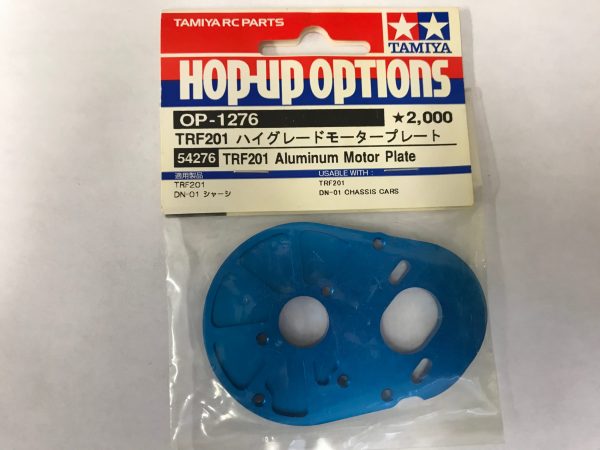 TAMIYA RC PARTS
TAMIYA
HOP-UP OPTIONS
OP-1276
★2,000
TRF201 ハイグレードモータープレート
54276 TRF201 Aluminum Motor Plate
適用製品
TRF201
DN-01 シャーシ
USABLE WITH :
TRF201
DN-01 CHASSIS CARS